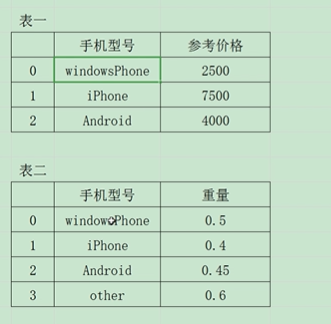 表一
手机型号 参考价格
0 windowsPhone 2500
1 iPhone 7500
2 Android 4000
表二
手机型号 重量
0 windowsPhone 0.5
1 iPhone 0.4
2 Android 0.45
3 other 0.6